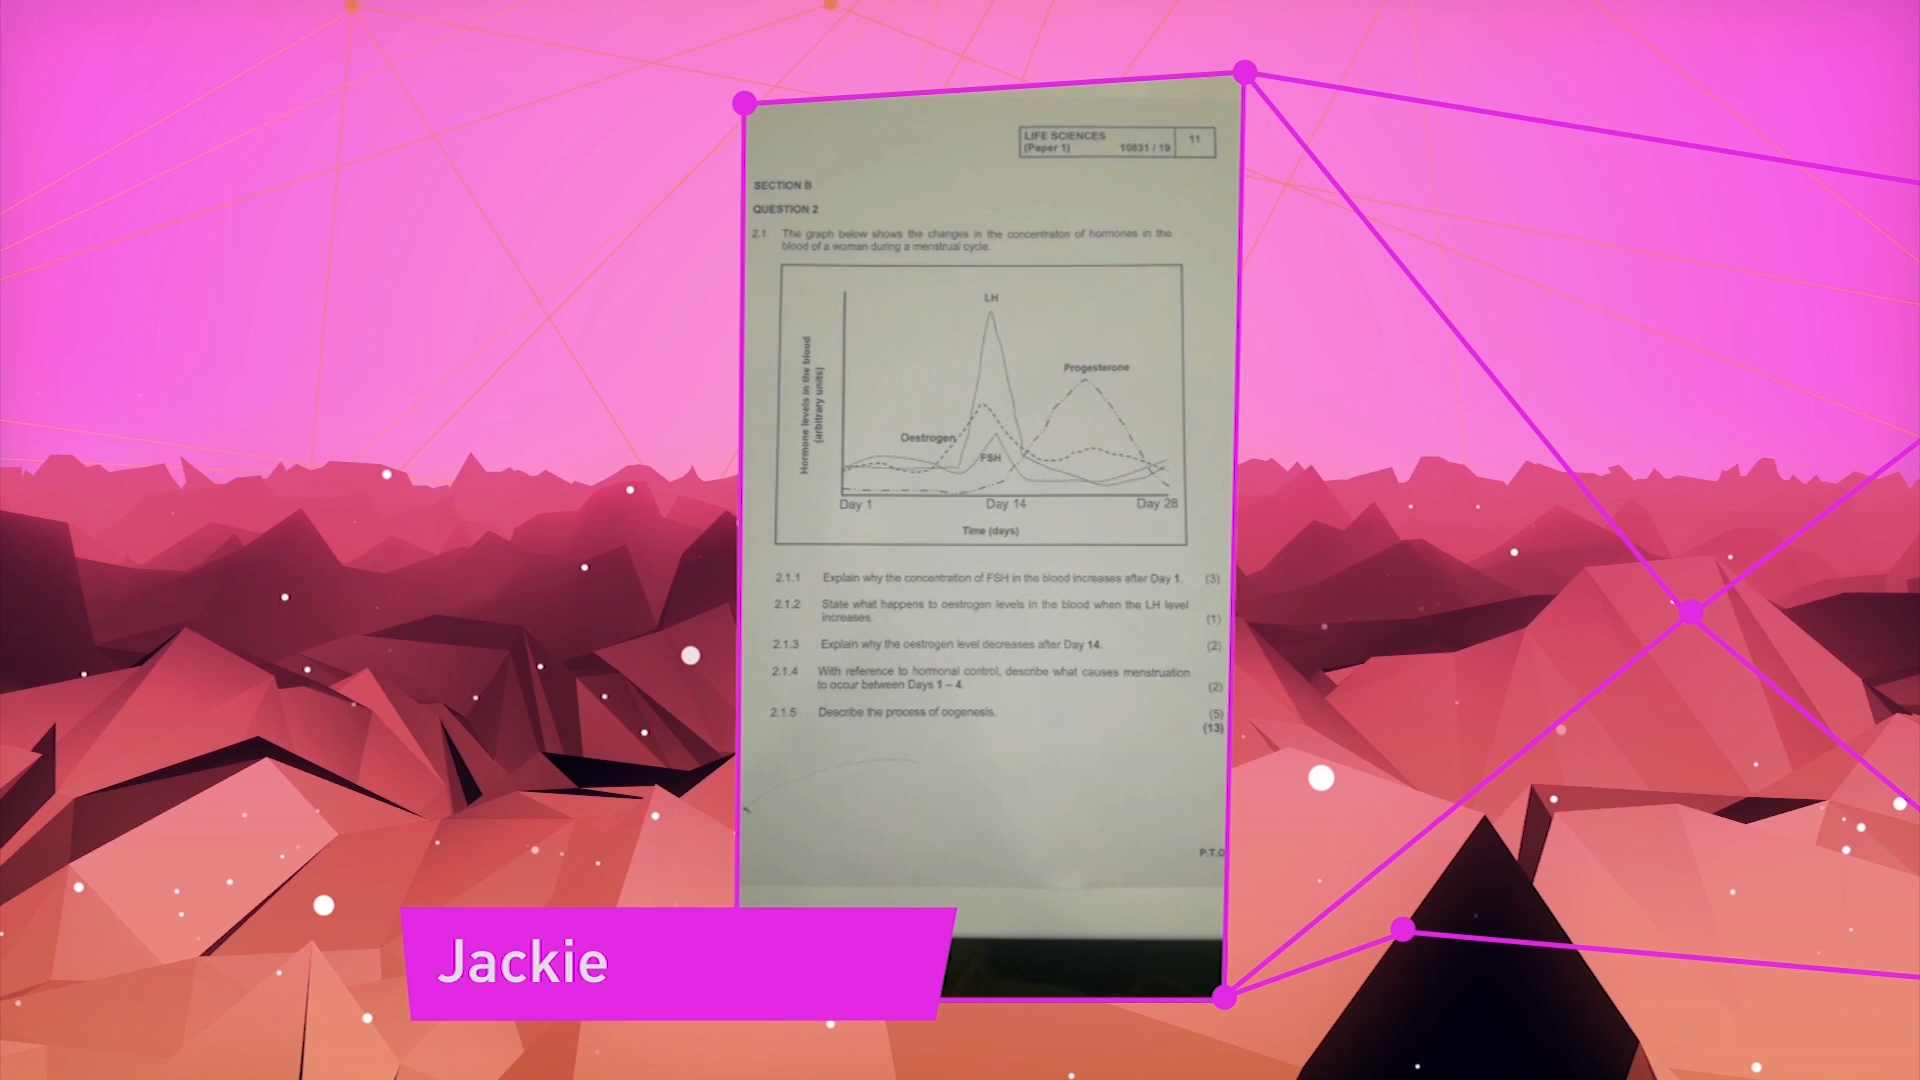 LIFE SCIENCES
(Paper 1) 10831 / 19
11
SECTION B
QUESTION 2
2.1 The graph below shows the changes in the concentraton of hormones in the
blood of a woman during a menstrual cycle.
LH
Progesterone
Oestrogen
FSH
Hormone levels in the blood
(arbitrary units)
Day 1 Day 14 Day 28
Time (days)
2.1.1 Explain why the concentration of FSH in the blood increases after Day 1. (3)
2.1.2 State what happens to oestrogen levels in the blood when the LH level
increases. (1)
2.1.3 Explain why the oestrogen level decreases after Day 14. (2)
2.1.4 With reference to hormonal control, describe what causes menstruation
to occur between Days 1 – 4. (2)
2.1.5 Describe the process of oogenesis. (5)
(13)
P.T.O
Jackie